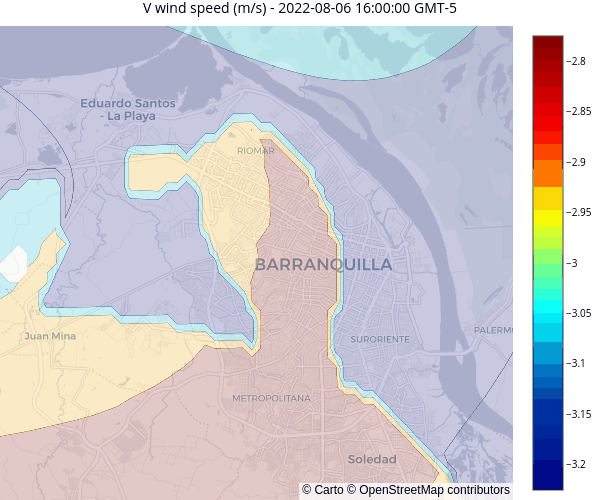 V wind speed (m/s) - 2022-08-06 16:00:00 GMT-5
Eduardo Santos
- La Playa
RIOMAR
BARRANQUILLA
Juan Mina
SURORIENTE
PALERMO
METROPOLITANA
Soledad
© Carto © OpenStreetMap contributors
−2.8
−2.85
−2.9
−2.95
−3
−3.05
−3.1
−3.15
−3.2